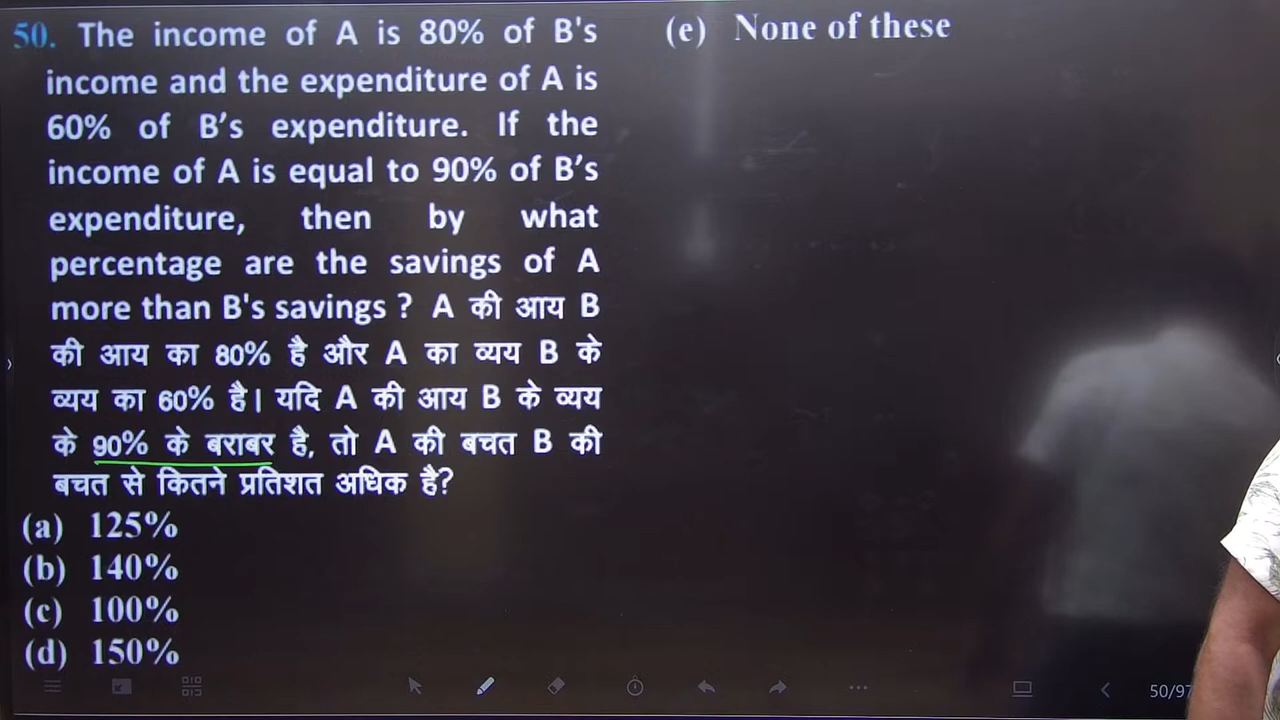 50. The income of A is 80% of B's
income and the expenditure of A is
60% of B’s expenditure. If the
income of A is equal to 90% of B’s
expenditure, then by what
percentage are the savings of A
more than B's savings ? A की आय B
की आय का 80% है और A का व्यय B के
व्यय का 60% है। यदि A की आय B के व्यय
के 90% के बराबर है, तो A की बचत B की
बचत से कितने प्रतिशत अधिक है?
(a) 125%
(b) 140%
(c) 100%
(d) 150%
(e) None of these
50/97